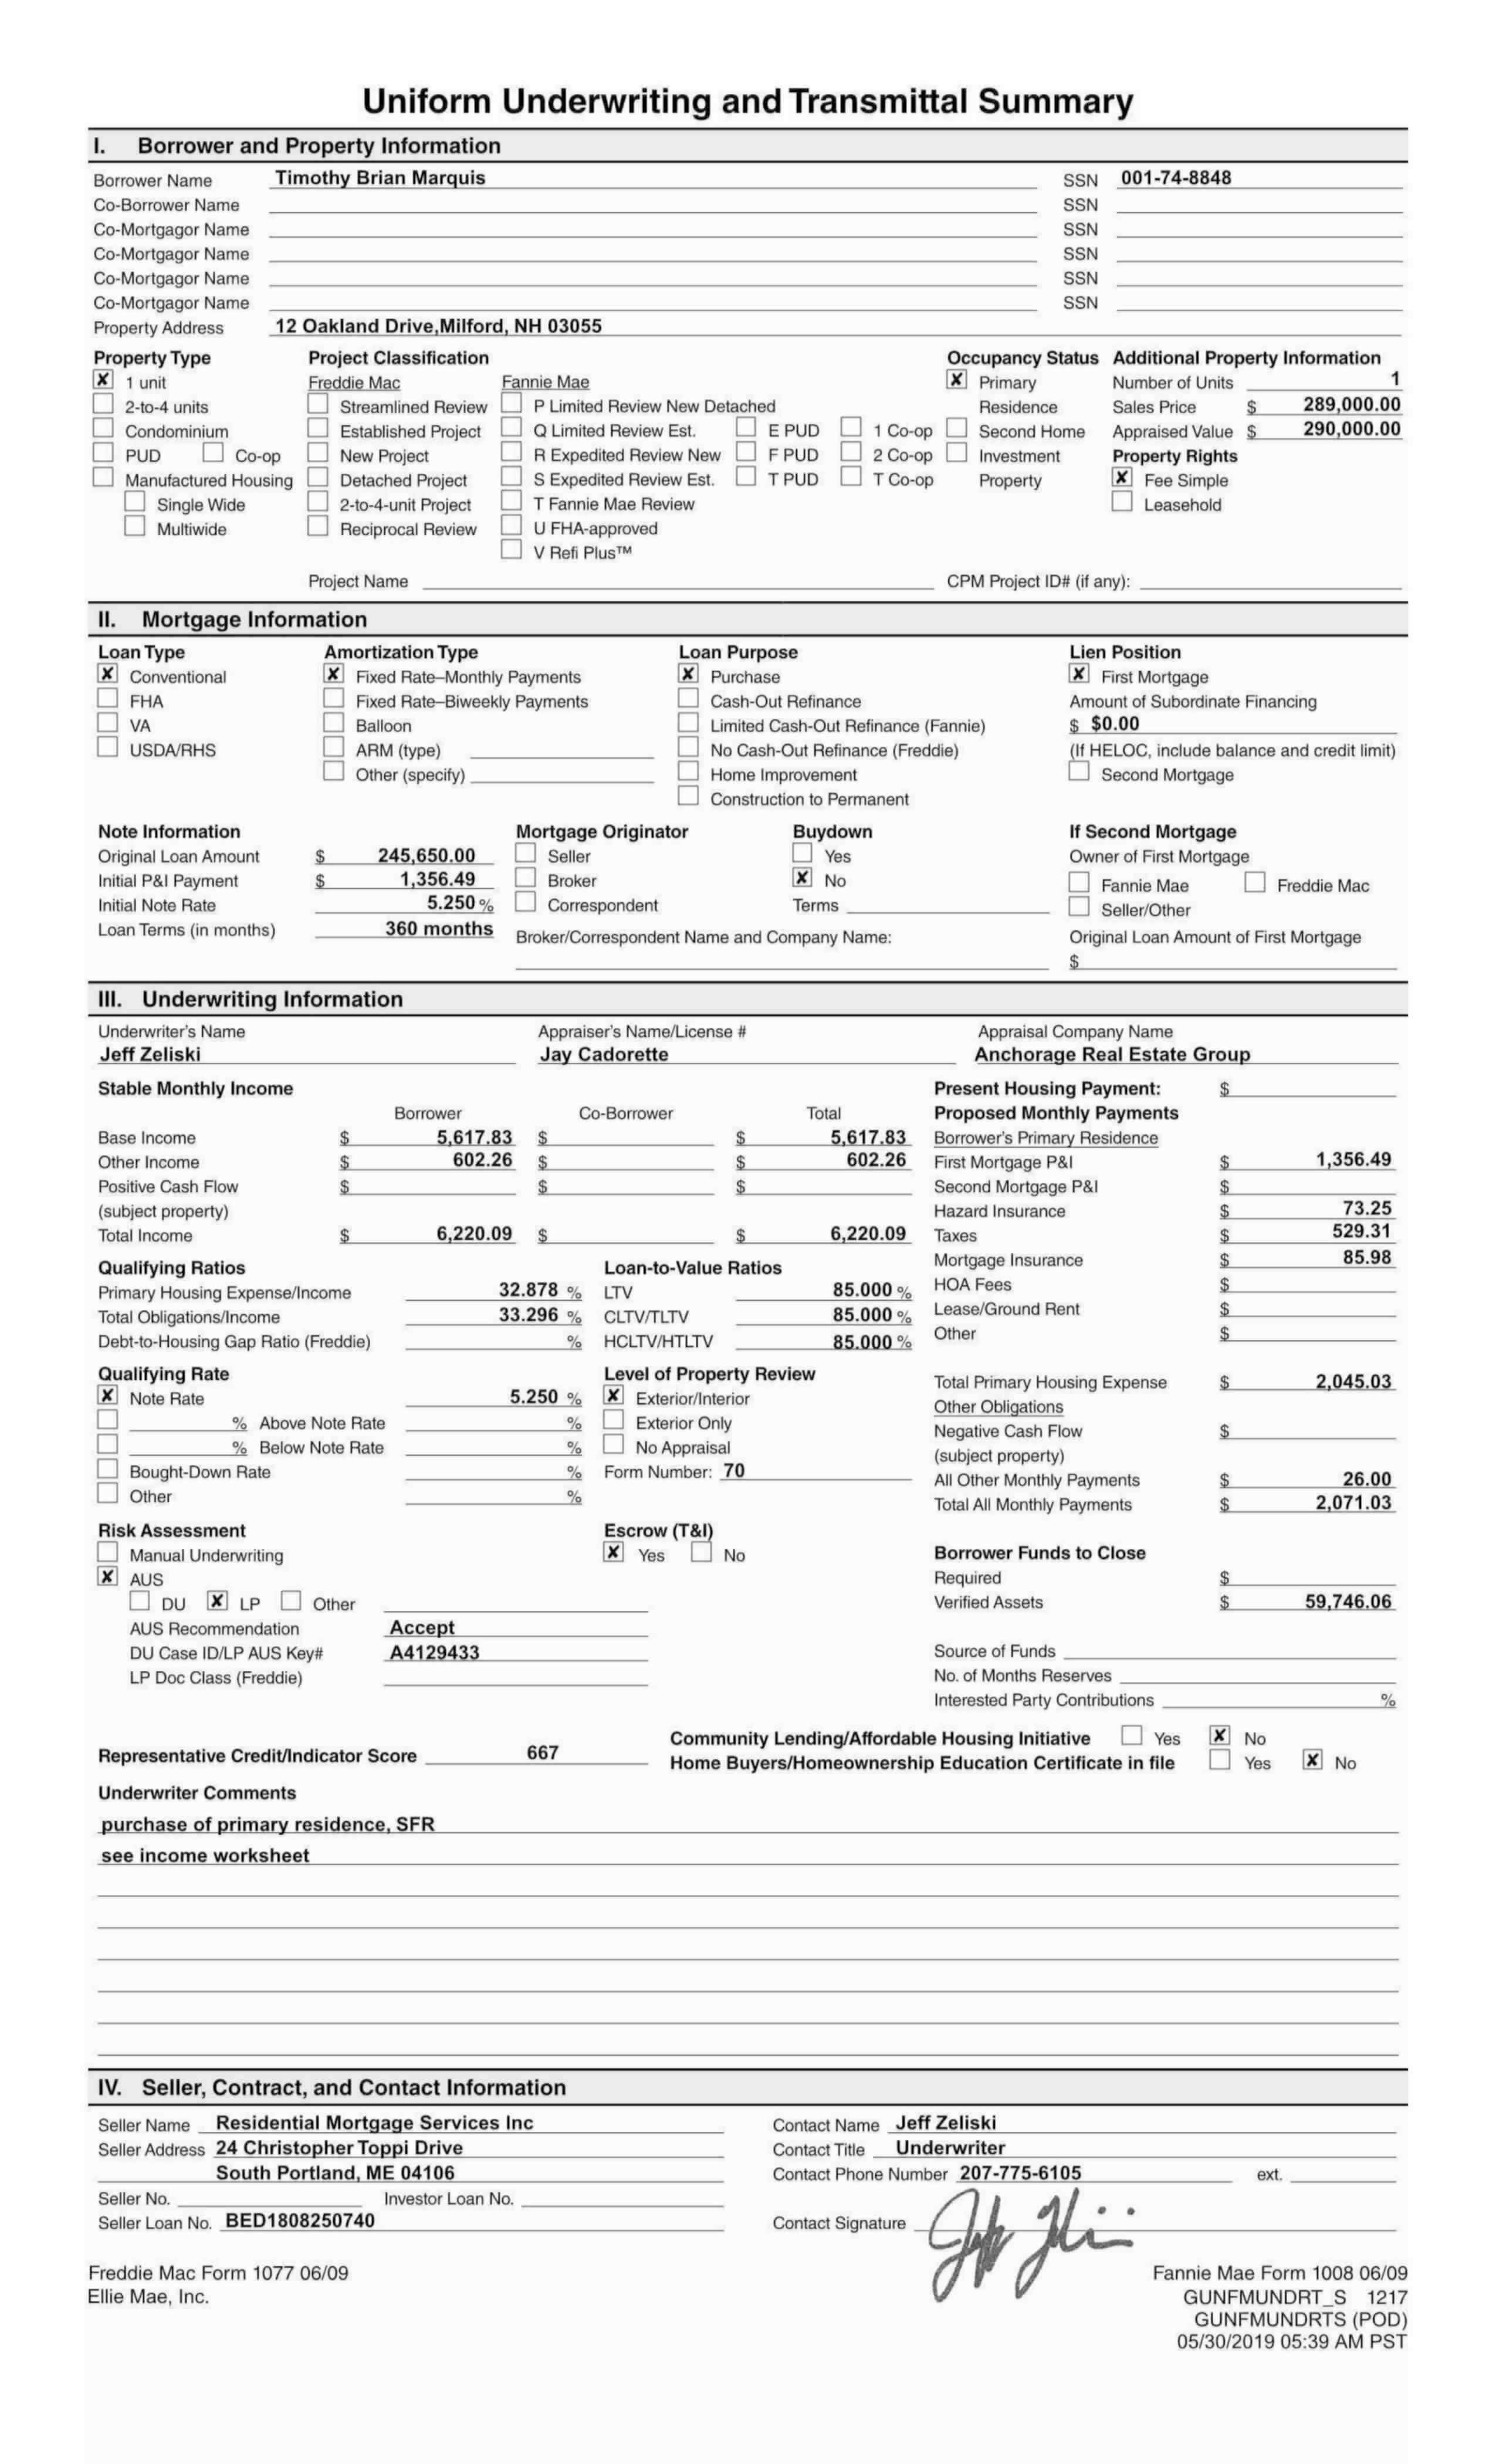 Uniform Underwriting and Transmittal Summary
I. Borrower and Property Information
Borrower Name Timothy Brian Marquis SSN 001-74-8848
Co-Borrower Name SSN
Co-Mortgagor Name SSN
Co-Mortgagor Name SSN
Co-Mortgagor Name SSN
Co-Mortgagor Name SSN
Property Address 12 Oakland Drive,Milford, NH 03055
Property Type Project Classification Occupancy Status Additional Property Information
X 1 unit Freddie Mac Fannie Mae X Primary Number of Units 1
2-to-4 units Streamlined Review P Limited Review New Detached Residence Sales Price $ 289,000.00
Condominium Established Project Q Limited Review Est. E PUD 1 Co-op Second Home Appraised Value $ 290,000.00
PUD Co-op New Project R Expedited Review New F PUD 2 Co-op Investment Property Rights
Manufactured Housing Detached Project S Expedited Review Est. T PUD T Co-op Property X Fee Simple
Single Wide 2-to-4-unit Project T Fannie Mae Review Leasehold
Multiwide Reciprocal Review U FHA-approved
V Refi Plus™
Project Name CPM Project ID# (if any):
II. Mortgage Information
Loan Type Amortization Type Loan Purpose Lien Position
X Conventional X Fixed Rate–Monthly Payments X Purchase X First Mortgage
FHA Fixed Rate–Biweekly Payments Cash-Out Refinance Amount of Subordinate Financing
VA Balloon Limited Cash-Out Refinance (Fannie) $ $0.00
USDA/RHS ARM (type) No Cash-Out Refinance (Freddie) (If HELOC, include balance and credit limit)
Other (specify) Home Improvement Second Mortgage
Construction to Permanent
Note Information Mortgage Originator Buydown If Second Mortgage
Original Loan Amount $ 245,650.00 Seller Yes Owner of First Mortgage
Initial P&I Payment $ 1,356.49 Broker X No Fannie Mae Freddie Mac
Initial Note Rate 5.250 % Correspondent Terms Seller/Other
Loan Terms (in months) 360 months Broker/Correspondent Name and Company Name: Original Loan Amount of First Mortgage
$
III. Underwriting Information
Underwriter's Name Appraiser's Name/License # Appraisal Company Name
Jeff Zeliski Jay Cadorette Anchorage Real Estate Group
Stable Monthly Income Present Housing Payment: $
Borrower Co-Borrower Total Proposed Monthly Payments
Base Income $ 5,617.83 $ $ 5,617.83 Borrower's Primary Residence
Other Income $ 602.26 $ $ 602.26 First Mortgage P&I $ 1,356.49
Positive Cash Flow $ $ $ Second Mortgage P&I $
(subject property) Hazard Insurance $ 73.25
Total Income $ 6,220.09 $ $ 6,220.09 Taxes $ 529.31
Qualifying Ratios Loan-to-Value Ratios Mortgage Insurance $ 85.98
Primary Housing Expense/Income 32.878 % LTV 85.000 % HOA Fees $
Total Obligations/Income 33.296 % CLTV/TLTV 85.000 % Lease/Ground Rent $
Debt-to-Housing Gap Ratio (Freddie) % HCLTV/HTLTV 85.000 % Other $
Qualifying Rate Level of Property Review Total Primary Housing Expense $ 2,045.03
X Note Rate 5.250 % X Exterior/Interior Other Obligations
% Above Note Rate % Exterior Only Negative Cash Flow $
% Below Note Rate % No Appraisal (subject property)
Bought-Down Rate % Form Number: 70 All Other Monthly Payments $ 26.00
Other % Total All Monthly Payments $ 2,071.03
Risk Assessment Escrow (T&I)
Manual Underwriting X Yes No Borrower Funds to Close
X AUS Required $
DU X LP Other Verified Assets $ 59,746.06
AUS Recommendation Accept
DU Case ID/LP AUS Key# A4129433 Source of Funds
LP Doc Class (Freddie) No. of Months Reserves
Interested Party Contributions %
Community Lending/Affordable Housing Initiative Yes X No
Representative Credit/Indicator Score 667 Home Buyers/Homeownership Education Certificate in file Yes X No
Underwriter Comments
purchase of primary residence, SFR
see income worksheet
IV. Seller, Contract, and Contact Information
Seller Name Residential Mortgage Services Inc Contact Name Jeff Zeliski
Seller Address 24 Christopher Toppi Drive Contact Title Underwriter
South Portland, ME 04106 Contact Phone Number 207-775-6105 ext.
Seller No. Investor Loan No.
Seller Loan No. BED1808250740 Contact Signature
Freddie Mac Form 1077 06/09 Fannie Mae Form 1008 06/09
Ellie Mae, Inc. GUNFMUNDRT_S 1217
GUNFMUNDRTS (POD)
05/30/2019 05:39 AM PST